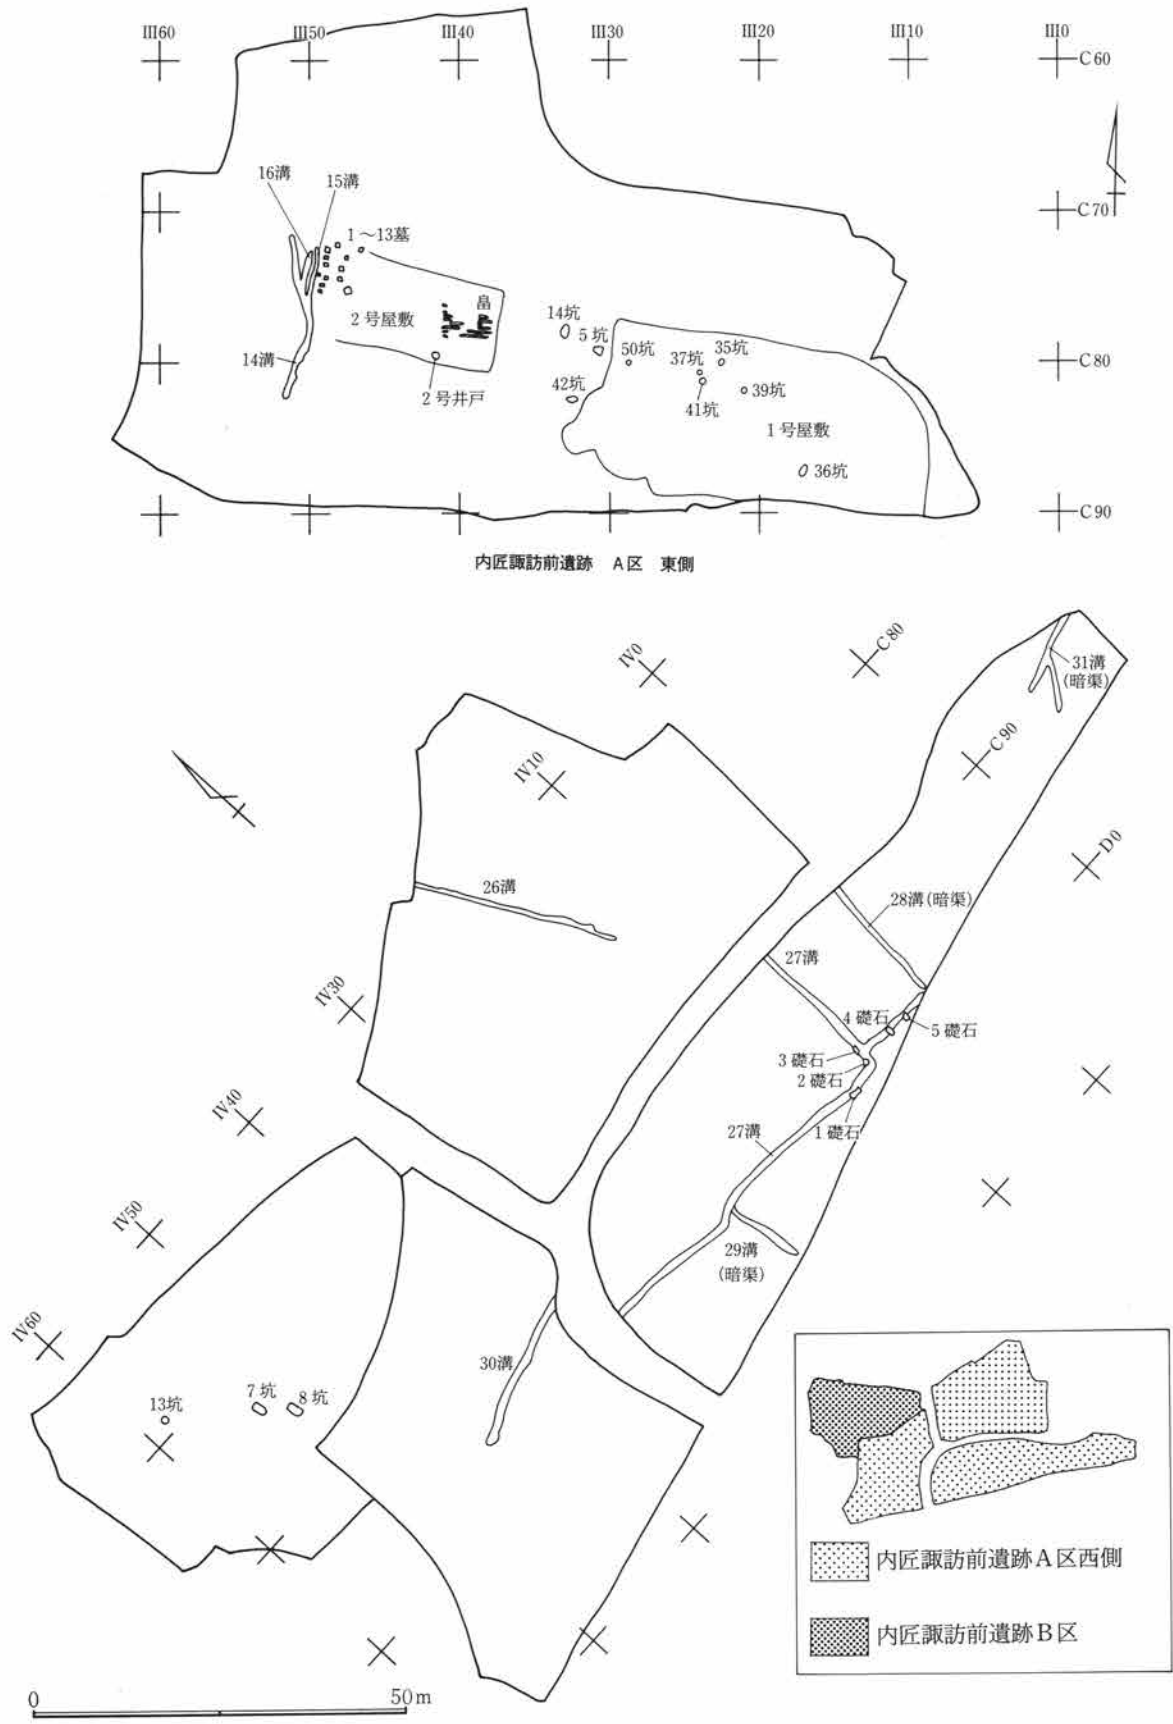 III60
III50
III40
III30
III20
III10
III0
C60
C70
16溝
15溝
1～13墓
畠
2号屋敷
14坑
5坑
50坑
37坑
35坑
C80
14溝
2号井戸
42坑
41坑
39坑
1号屋敷
36坑
C90
内匠諏訪前遺跡 A区 東側
IV0
C80
31溝
(暗渠)
IV10
C90
D0
26溝
28溝(暗渠)
27溝
IV30
4礎石
5礎石
3礎石
2礎石
IV40
27溝
1礎石
IV50
29溝
(暗渠)
IV60
30溝
13坑
7坑
8坑
内匠諏訪前遺跡A区西側
内匠諏訪前遺跡B区
0
50m